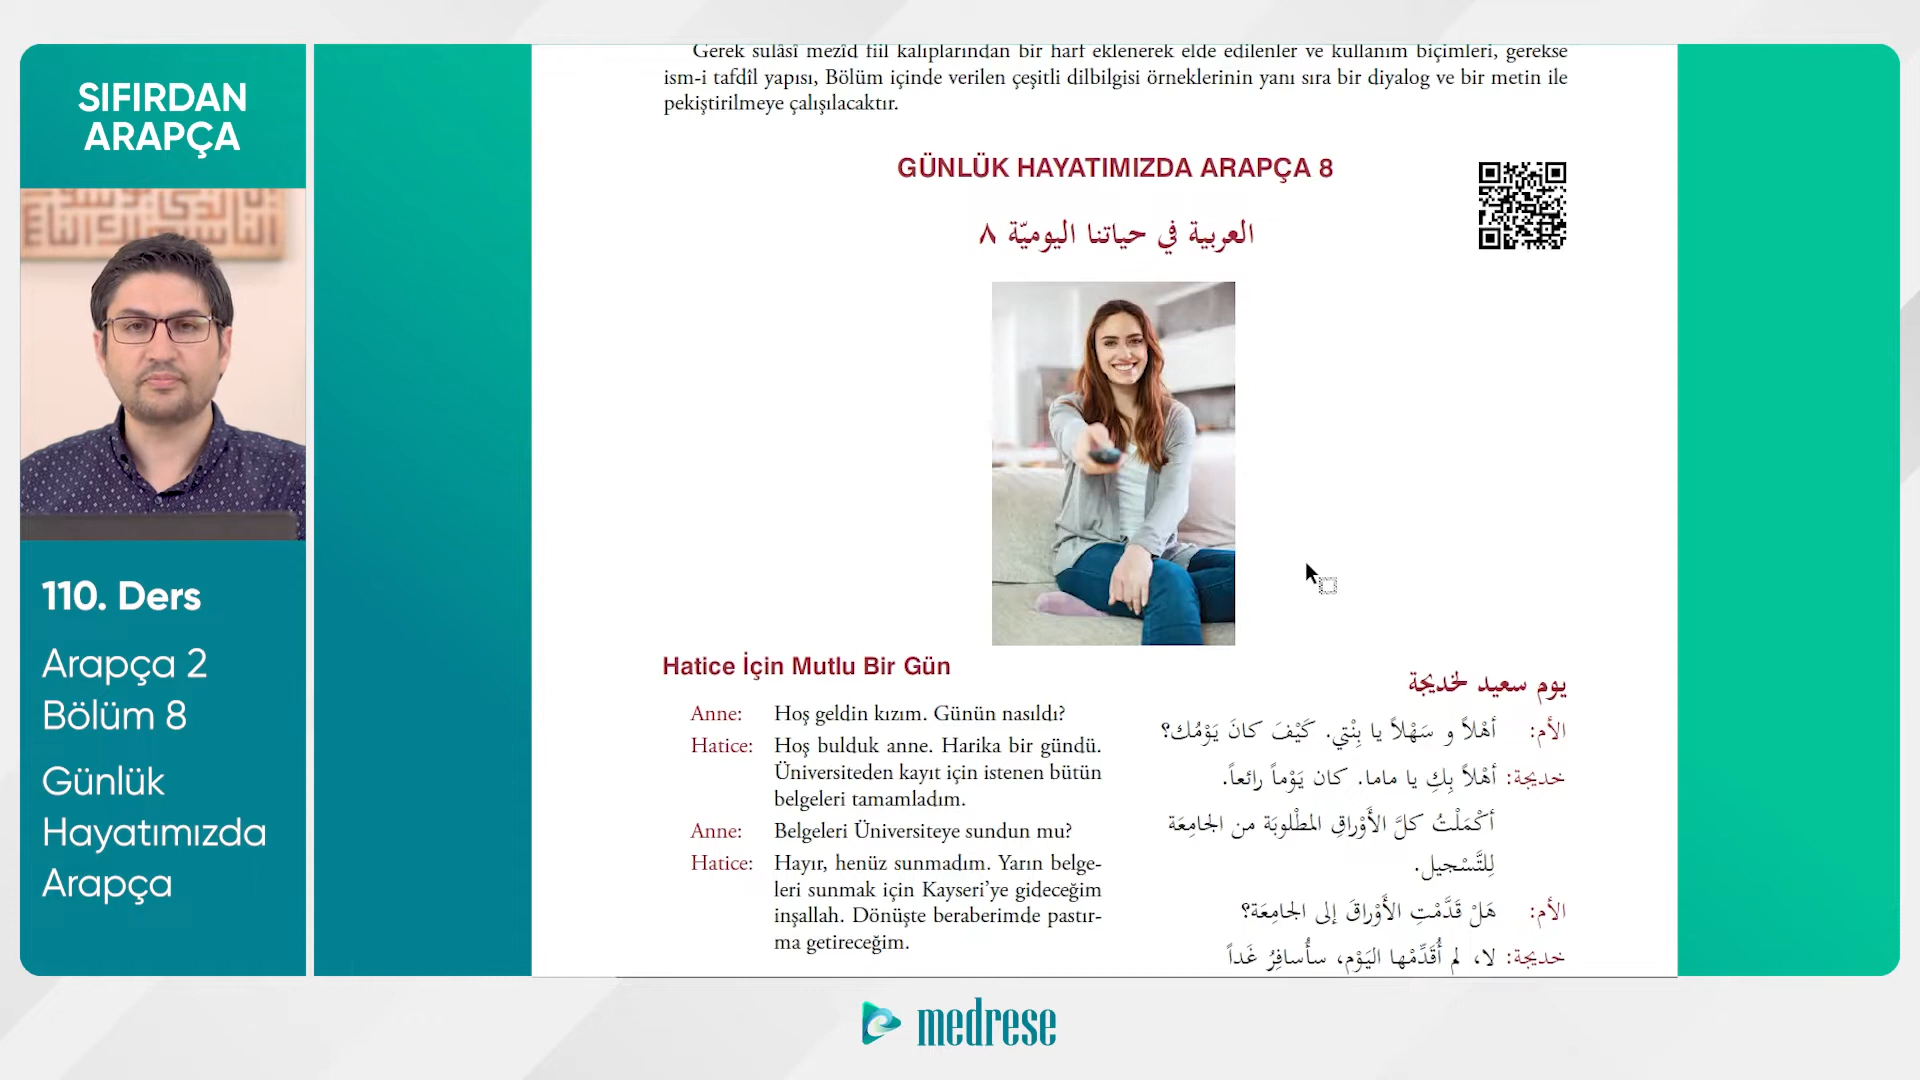 SIFIRDAN
ARAPÇA
110. Ders
Arapça 2
Bölüm 8
Günlük
Hayatımızda
Arapça
Gerek sülâsî mezîd fiil kalıplarından bir harf eklenerek elde edilenler ve kullanım biçimleri, gerekse
ism-i tafdîl yapısı, Bölüm içinde verilen çeşitli dilbilgisi örneklerinin yanı sıra bir diyalog ve bir metin ile
pekiştirilmeye çalışılacaktır.
GÜNLÜK HAYATIMIZDA ARAPÇA 8
العربية في حياتنا اليوميّة ٨
Hatice İçin Mutlu Bir Gün
Anne: Hoş geldin kızım. Günün nasıldı?
Hatice: Hoş bulduk anne. Harika bir gündü.
Üniversiteden kayıt için istenen bütün
belgeleri tamamladım.
Anne: Belgeleri Üniversiteye sundun mu?
Hatice: Hayır, henüz sunmadım. Yarın belge-
leri sunmak için Kayseri’ye gideceğim
inşallah. Dönüşte beraberimde pastır-
ma getireceğim.
يوم سعيد لخديجة
الأم: أهْلاً و سَهْلاً يا بِنْتي. كَيْفَ كانَ يَوْمُك؟
خديجة: أهْلاً بِكِ يا ماما. كان يَوْماً رائعاً.
أكْمَلْتُ كلَّ الأَوْراقِ المطْلوبَة من الجامِعَة
لِلتَّسْجيل.
الأم: هَلْ قَدَّمْتِ الأَوْراقَ إلى الجامِعَة؟
خديجة: لا، لم أُقَدِّمْها اليَوْم، سأُسافِرُ غَداً
medrese